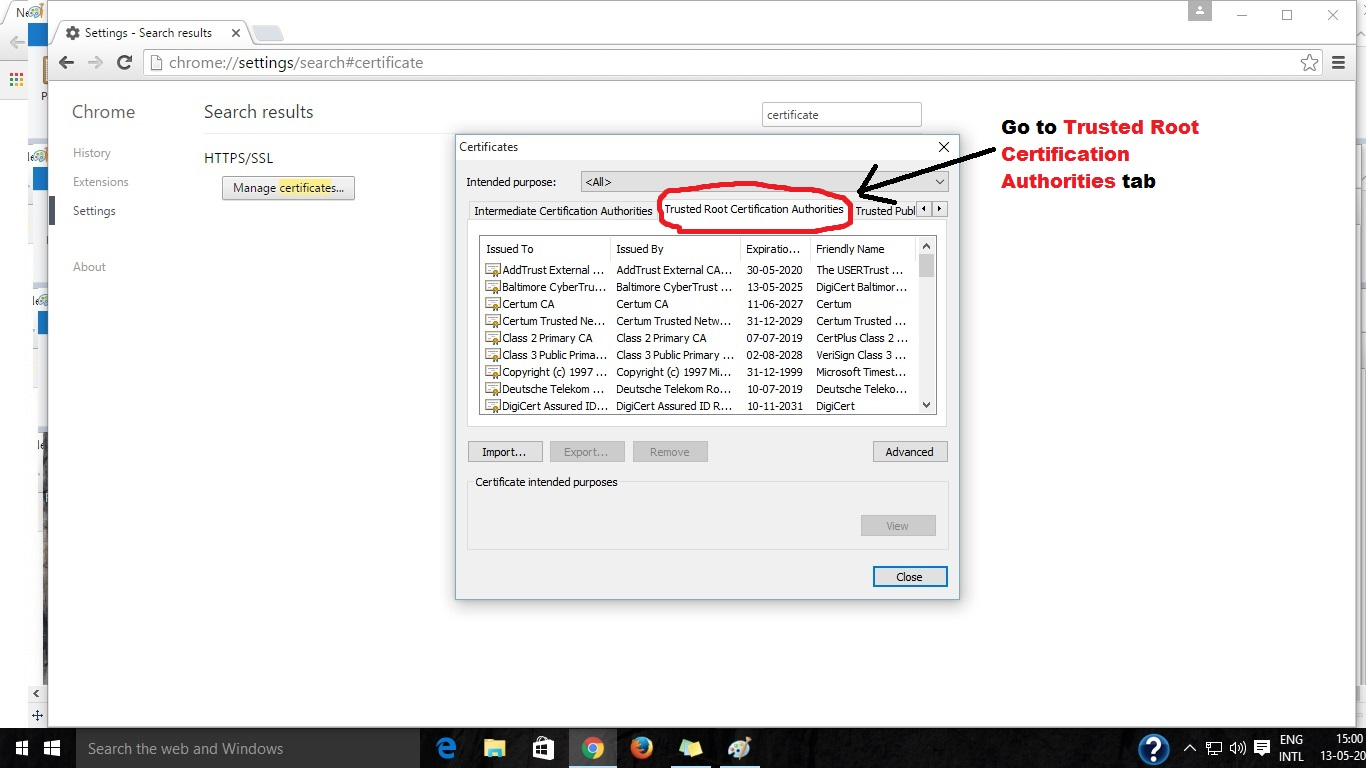 Ne
Settings - Search results
chrome://settings/search#certificate
Chrome
Search results
certificate
History
Extensions
Settings
About
HTTPS/SSL
Manage certificates...
Go to Trusted Root
Certification
Authorities tab
Certificates
Intended purpose:
<All>
Intermediate Certification Authorities
Trusted Root Certification Authorities
Trusted Publ
Issued To Issued By Expiratio... Friendly Name
AddTrust External ... AddTrust External CA... 30-05-2020 The USERTrust ...
Baltimore CyberTru... Baltimore CyberTrust ... 13-05-2025 DigiCert Baltimor...
Certum CA Certum CA 11-06-2027 Certum
Certum Trusted Ne... Certum Trusted Netw... 31-12-2029 Certum Trusted ...
Class 2 Primary CA Class 2 Primary CA 07-07-2019 CertPlus Class 2 ...
Class 3 Public Prima... Class 3 Public Primary ... 02-08-2028 VeriSign Class 3 ...
Copyright (c) 1997 ... Copyright (c) 1997 Mi... 31-12-1999 Microsoft Timest...
Deutsche Telekom ... Deutsche Telekom Ro... 10-07-2019 Deutsche Teleko...
DigiCert Assured ID... DigiCert Assured ID R... 10-11-2031 DigiCert
Import... Export... Remove Advanced
Certificate intended purposes
View
Close
Search the web and Windows
ENG
INTL
15:00
13-05-20